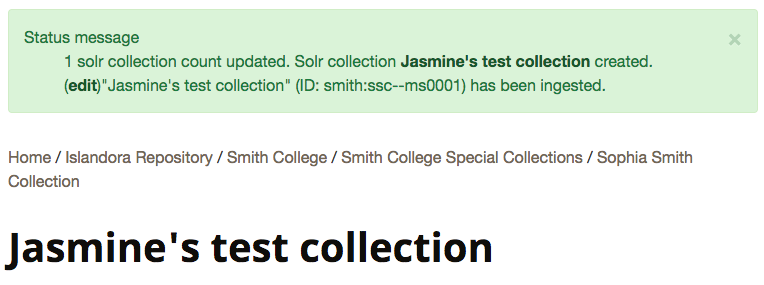 Status message
1 solr collection count updated. Solr collection Jasmine's test collection created.
(edit)"Jasmine's test collection" (ID: smith:ssc--ms0001) has been ingested.
×
Home / Islandora Repository / Smith College / Smith College Special Collections / Sophia Smith
Collection
Jasmine's test collection